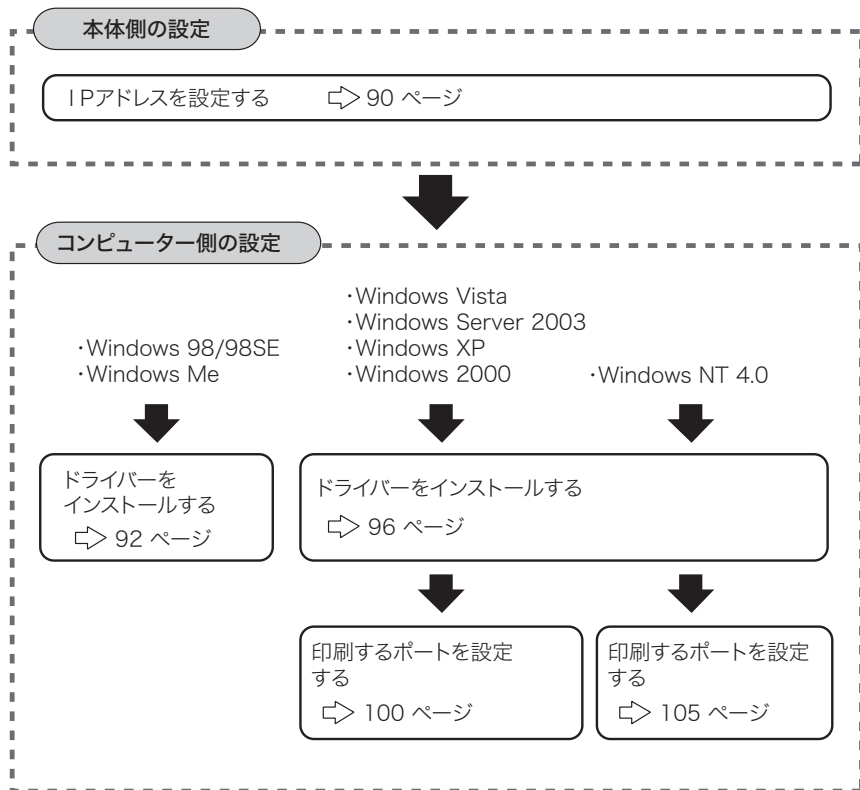 本体側の設定
IPアドレスを設定する ⇨ 90 ページ
コンピューター側の設定
・Windows 98/98SE
・Windows Me
・Windows Vista
・Windows Server 2003
・Windows XP
・Windows 2000
・Windows NT 4.0
ドライバーを
インストールする
⇨ 92 ページ
ドライバーをインストールする
⇨ 96 ページ
印刷するポートを設定
する
⇨ 100 ページ
印刷するポートを設定
する
⇨ 105 ページ